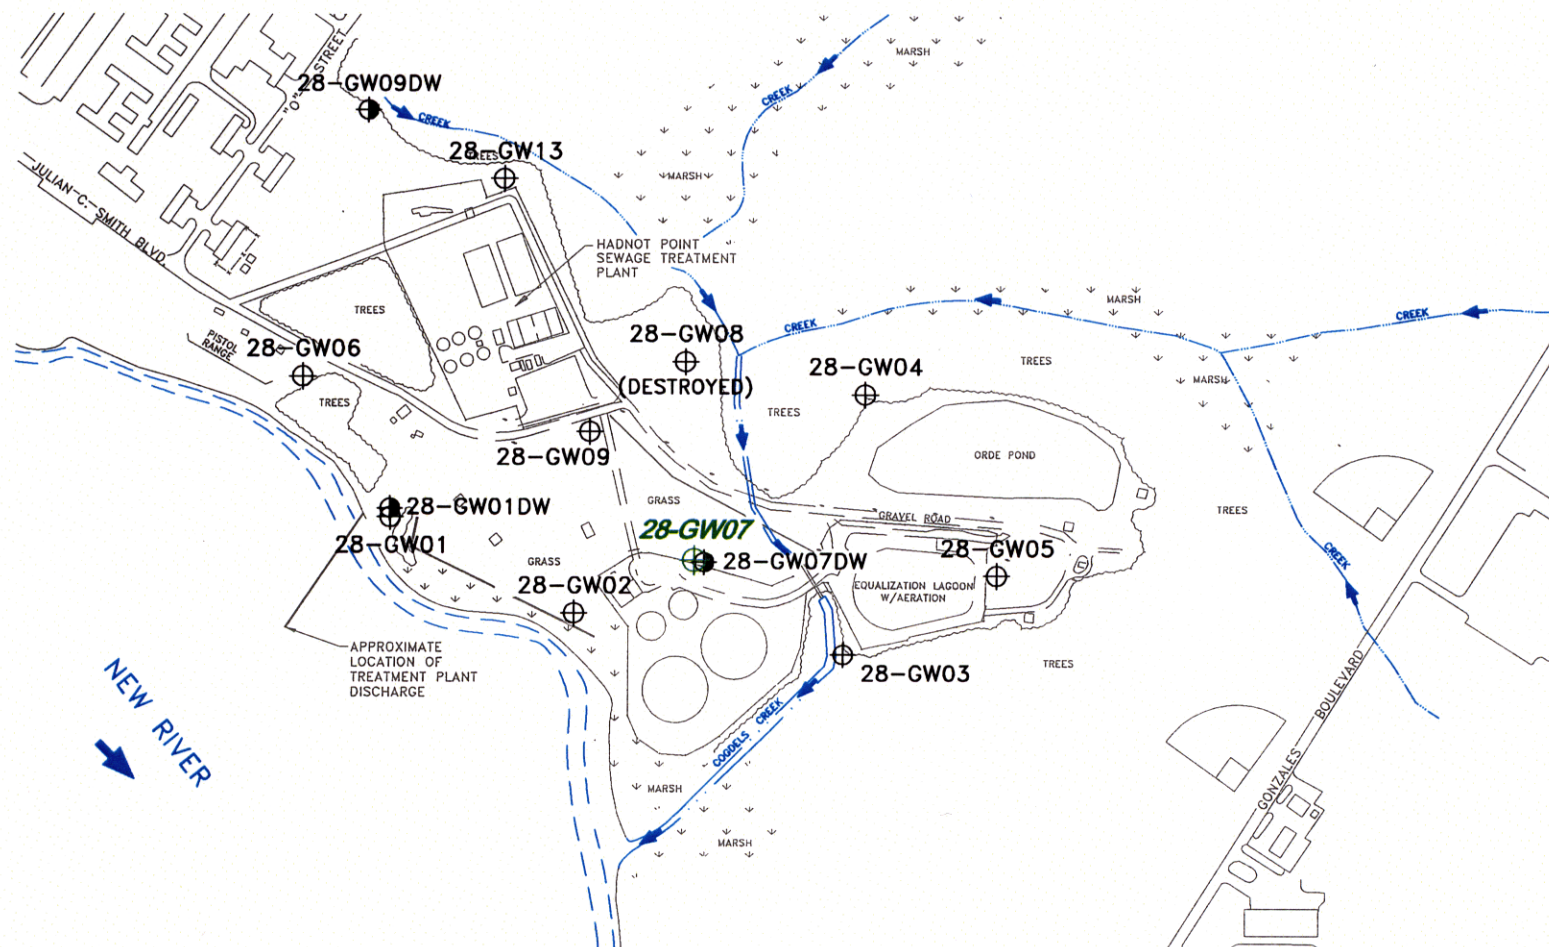 MARSH
"O" STREET
28-GW09DW
CREEK
CREEK
28-GW13
TREES
MARSH
JULIAN C. SMITH BLVD.
HADNOT POINT
SEWAGE TREATMENT
PLANT
TREES
MARSH
CREEK
CREEK
PISTOL
RANGE
28-GW06
28-GW08
(DESTROYED)
28-GW04
TREES
MARSH
TREES
TREES
28-GW09
ORDE POND
GRASS
28-GW01DW
GRAVEL ROAD
TREES
28-GW07
28-GW01
28-GW05
GRASS
28-GW07DW
CREEK
28-GW02
EQUALIZATION LAGOON
W/AERATION
APPROXIMATE
LOCATION OF
TREATMENT PLANT
DISCHARGE
28-GW03
TREES
NEW RIVER
COGDELS CREEK
GONZALES BOULEVARD
MARSH
MARSH